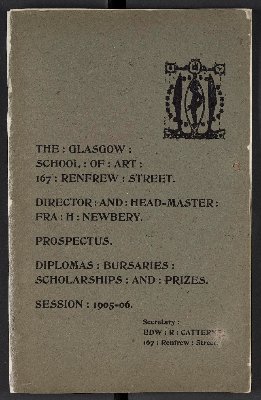 THE : GLASGOW :
SCHOOL : OF : ART :
167 : RENFREW : STREET.
DIRECTOR : AND : HEAD-MASTER :
FRA : H : NEWBERY.
PROSPECTUS.
DIPLOMAS : BURSARIES :
SCHOLARSHIPS : AND : PRIZES.
SESSION : 1905-06.
Secretary :
EDW : R : CATTERNS
167 : Renfrew : Street.